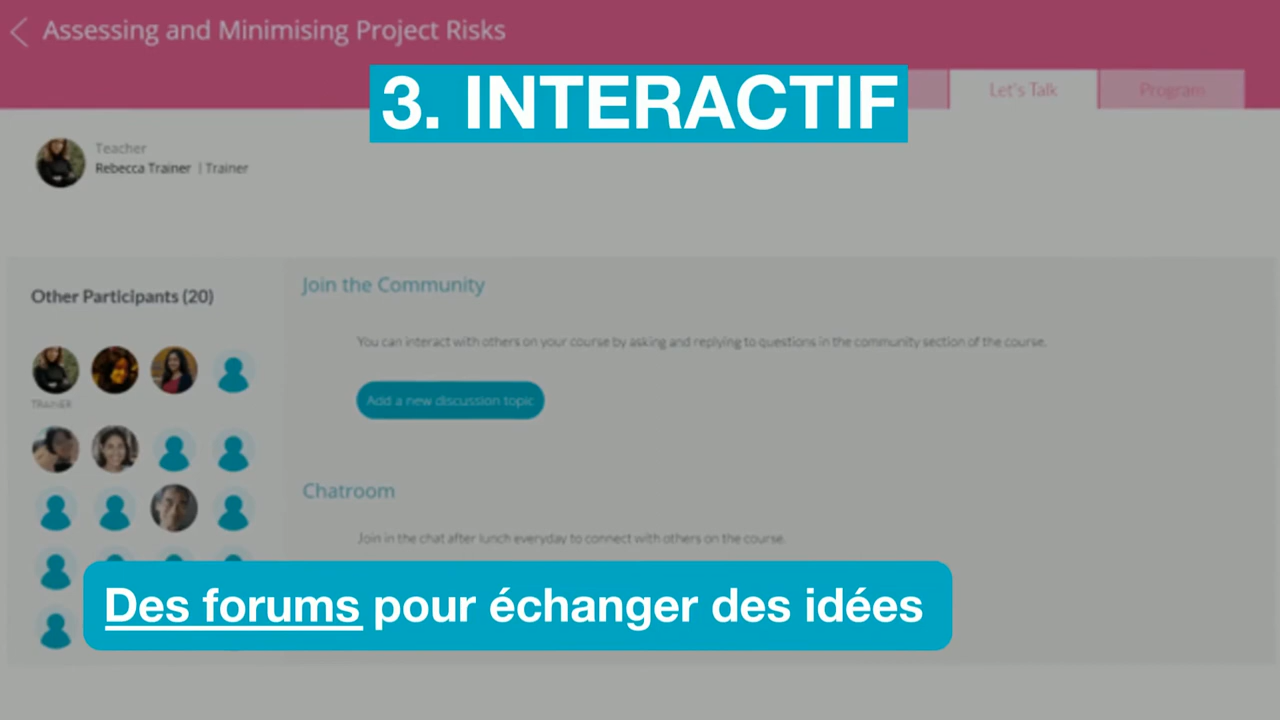 Assessing and Minimising Project Risks
3. INTERACTIF
Let's Talk
Program
Teacher
Rebecca Trainer | Trainer
Other Participants (20)
TRAINER
Join the Community
You can interact with others on your course by asking and replying to questions in the community section of the course.
Add a new discussion topic
Chatroom
Join in the chat after lunch everyday to connect with others on the course.
Des forums pour échanger des idées